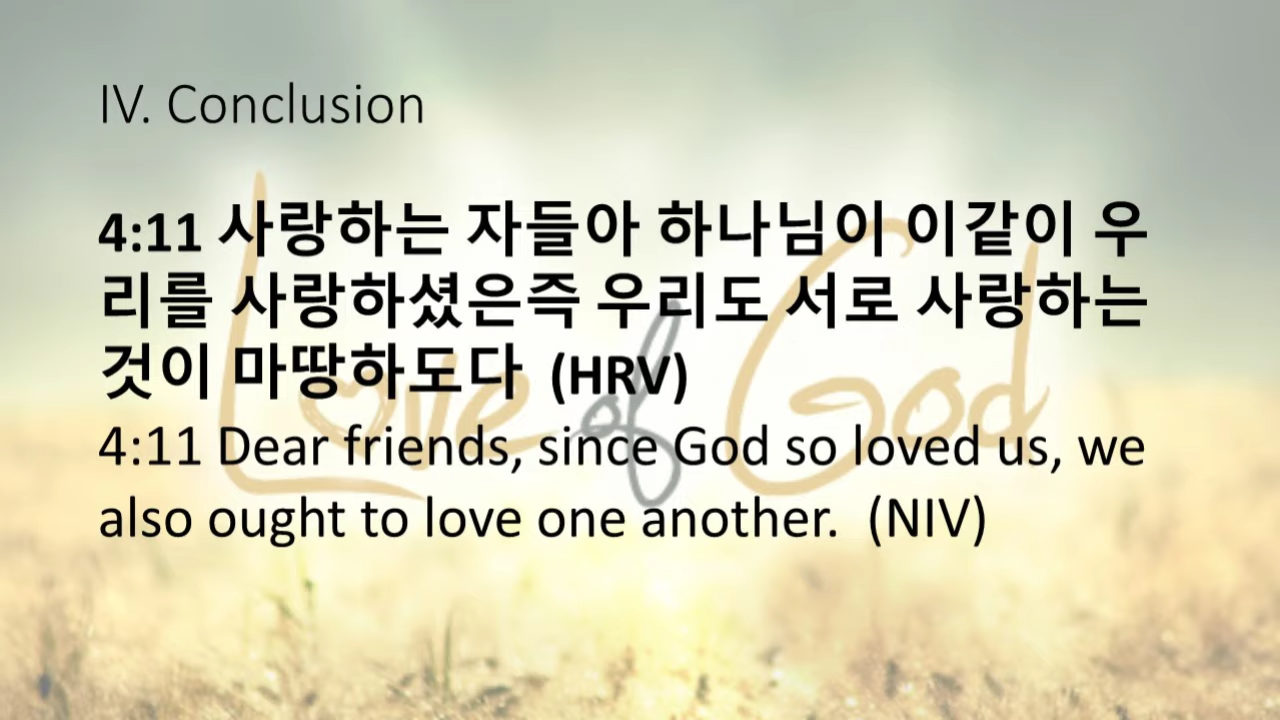 IV. Conclusion
4:11 사랑하는 자들아 하나님이 이같이 우
리를 사랑하셨은즉 우리도 서로 사랑하는
것이 마땅하도다 (HRV)
4:11 Dear friends, since God so loved us, we
also ought to love one another. (NIV)
Love of God